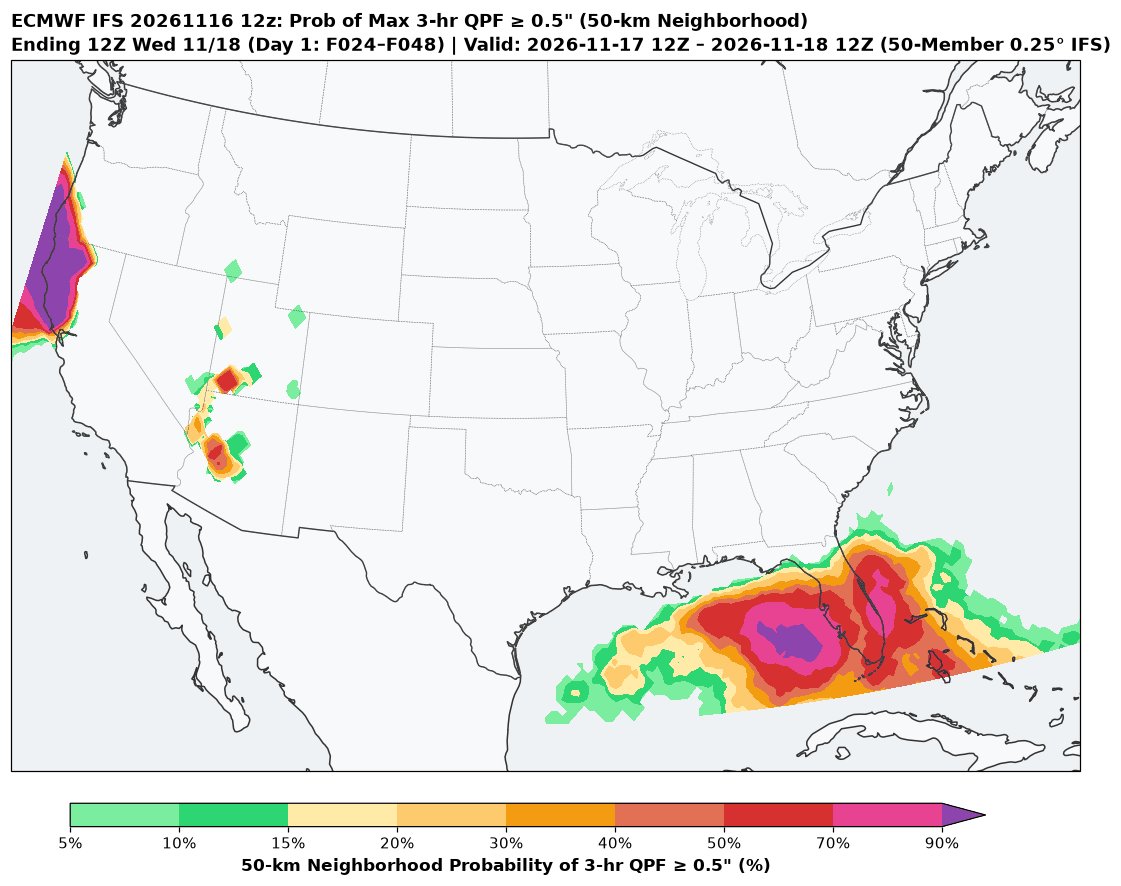 ECMWF IFS 20261116 12z: Prob of Max 3-hr QPF ≥ 0.5" (50-km Neighborhood)
Ending 12Z Wed 11/18 (Day 1: F024–F048) | Valid: 2026-11-17 12Z – 2026-11-18 12Z (50-Member 0.25° IFS)
5% 10% 15% 20% 30% 40% 50% 70% 90%
50-km Neighborhood Probability of 3-hr QPF ≥ 0.5" (%)